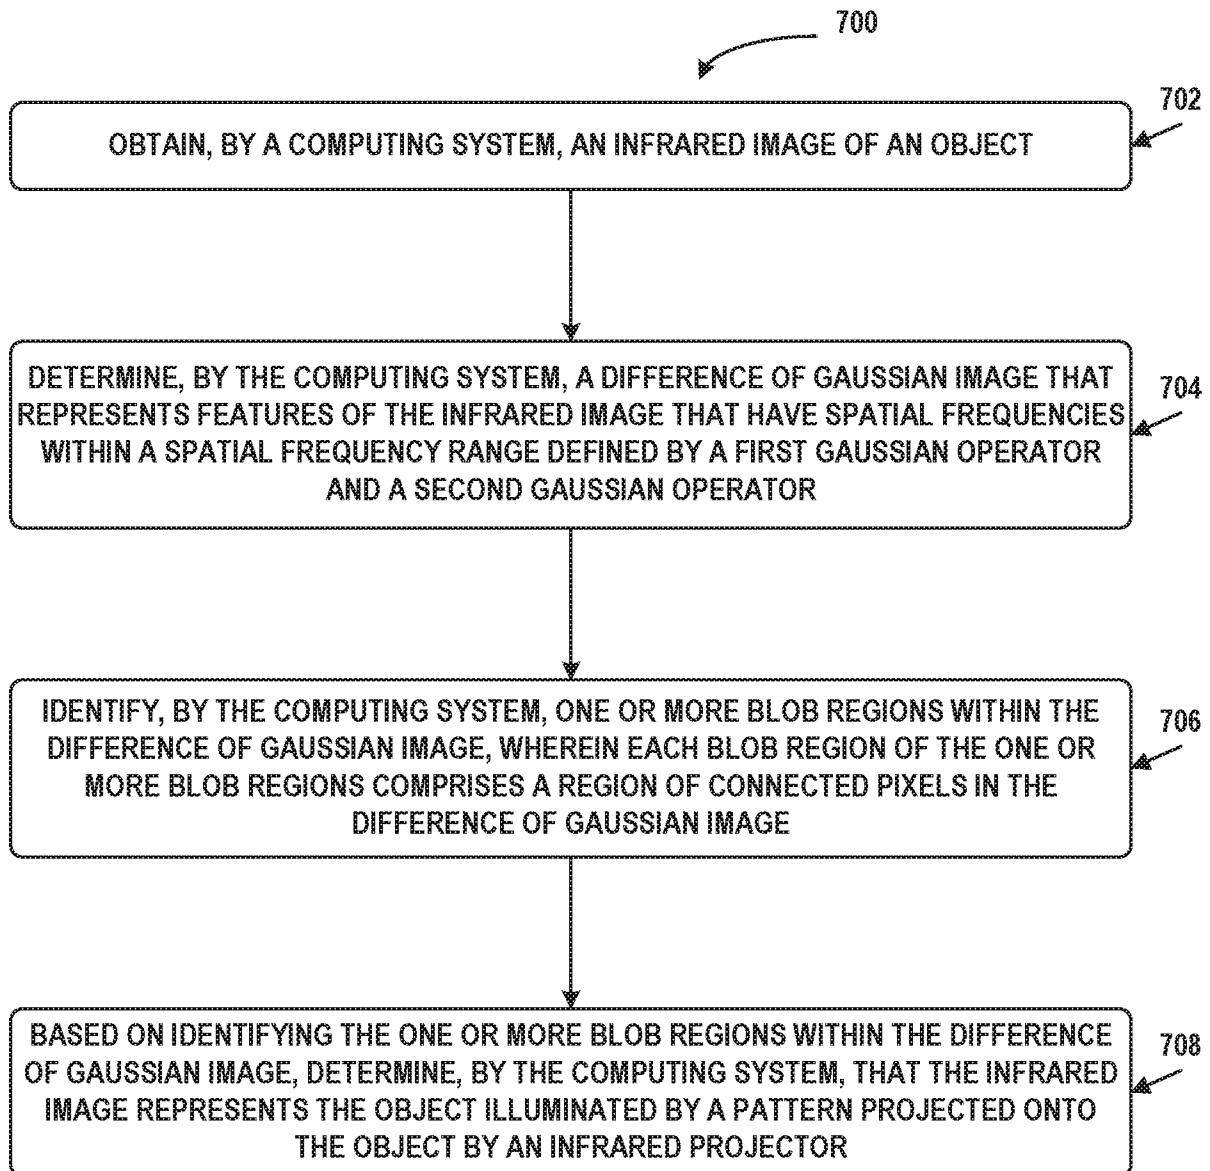 700
702
OBTAIN, BY A COMPUTING SYSTEM, AN INFRARED IMAGE OF AN OBJECT
DETERMINE, BY THE COMPUTING SYSTEM, A DIFFERENCE OF GAUSSIAN IMAGE THAT
REPRESENTS FEATURES OF THE INFRARED IMAGE THAT HAVE SPATIAL FREQUENCIES
WITHIN A SPATIAL FREQUENCY RANGE DEFINED BY A FIRST GAUSSIAN OPERATOR
AND A SECOND GAUSSIAN OPERATOR
704
IDENTIFY, BY THE COMPUTING SYSTEM, ONE OR MORE BLOB REGIONS WITHIN THE
DIFFERENCE OF GAUSSIAN IMAGE, WHEREIN EACH BLOB REGION OF THE ONE OR
MORE BLOB REGIONS COMPRISES A REGION OF CONNECTED PIXELS IN THE
DIFFERENCE OF GAUSSIAN IMAGE
706
BASED ON IDENTIFYING THE ONE OR MORE BLOB REGIONS WITHIN THE DIFFERENCE
OF GAUSSIAN IMAGE, DETERMINE, BY THE COMPUTING SYSTEM, THAT THE INFRARED
IMAGE REPRESENTS THE OBJECT ILLUMINATED BY A PATTERN PROJECTED ONTO
THE OBJECT BY AN INFRARED PROJECTOR
708